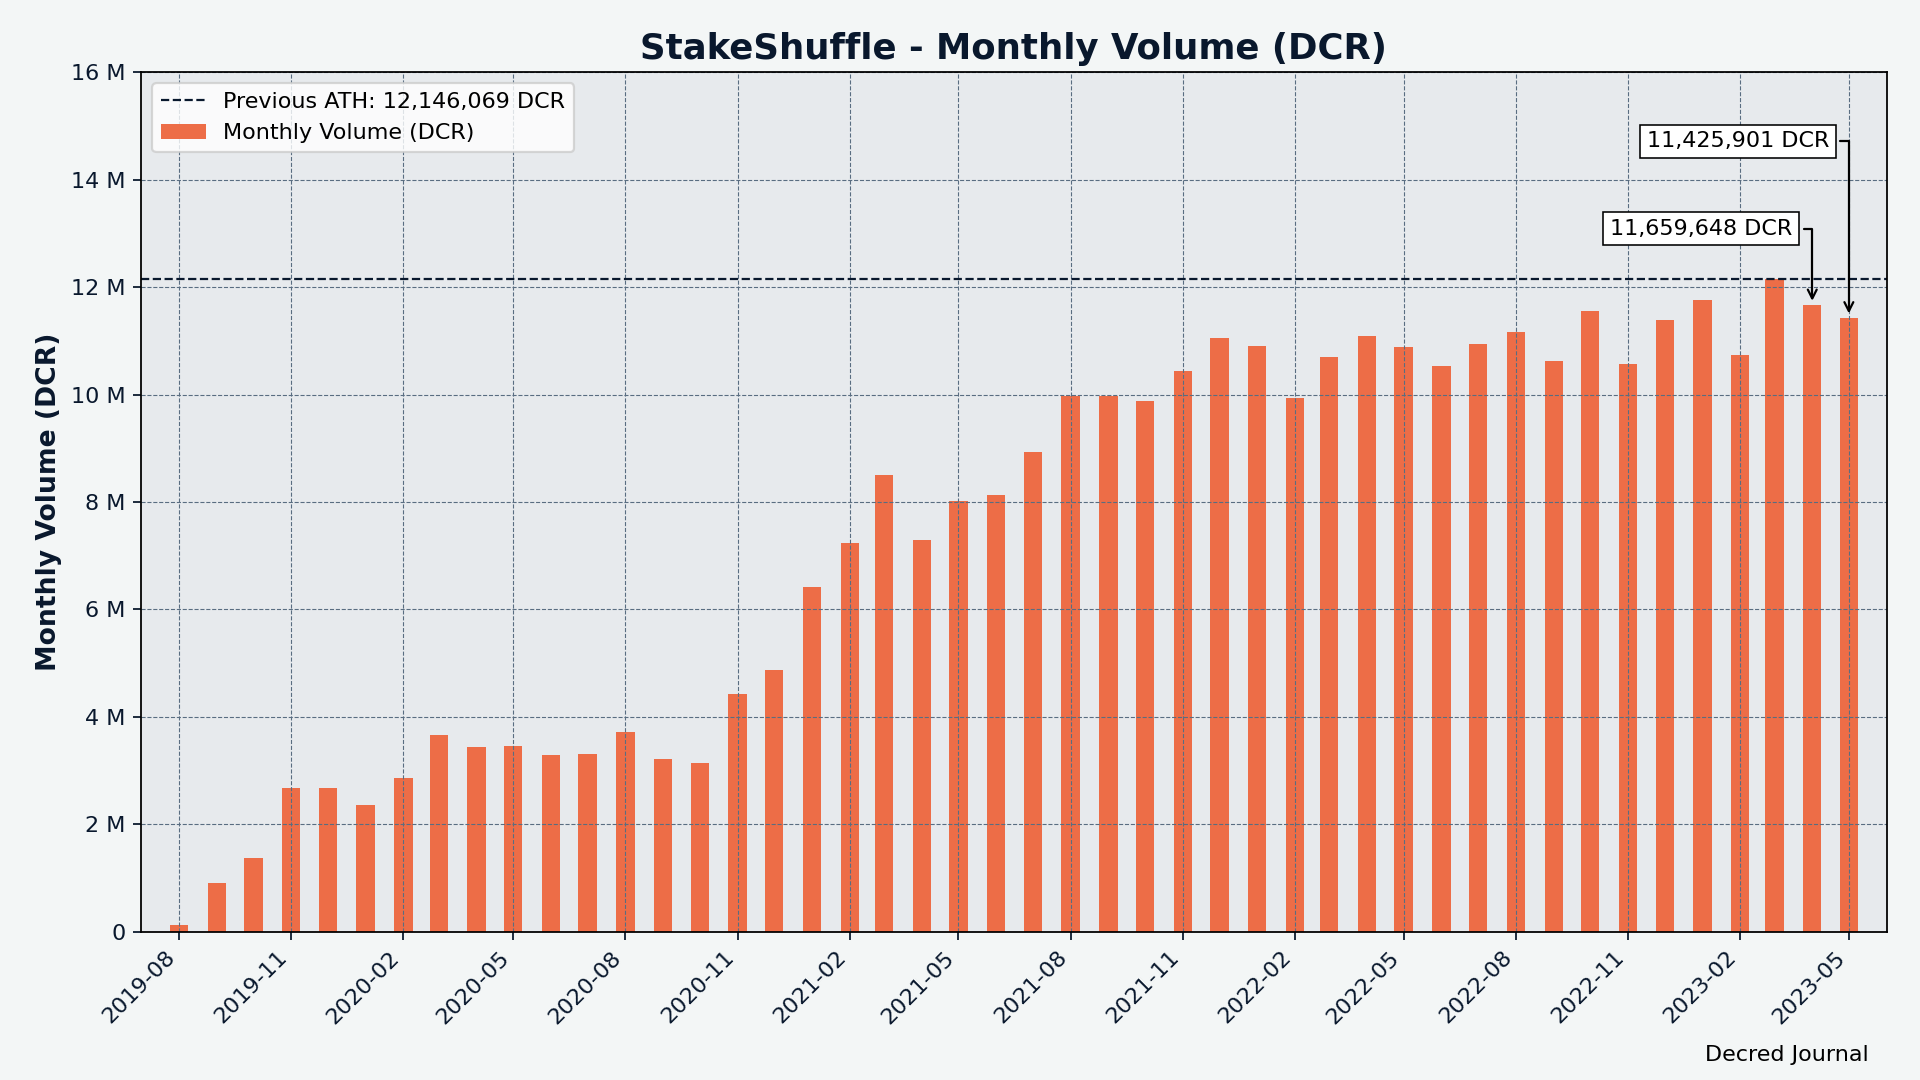 StakeShuffle - Monthly Volume (DCR)
Previous ATH: 12,146,069 DCR
Monthly Volume (DCR)
11,425,901 DCR
11,659,648 DCR
Monthly Volume (DCR)
16 M
14 M
12 M
10 M
8 M
6 M
4 M
2 M
0
2019-08
2019-11
2020-02
2020-05
2020-08
2020-11
2021-02
2021-05
2021-08
2021-11
2022-02
2022-05
2022-08
2022-11
2023-02
2023-05
Decred Journal